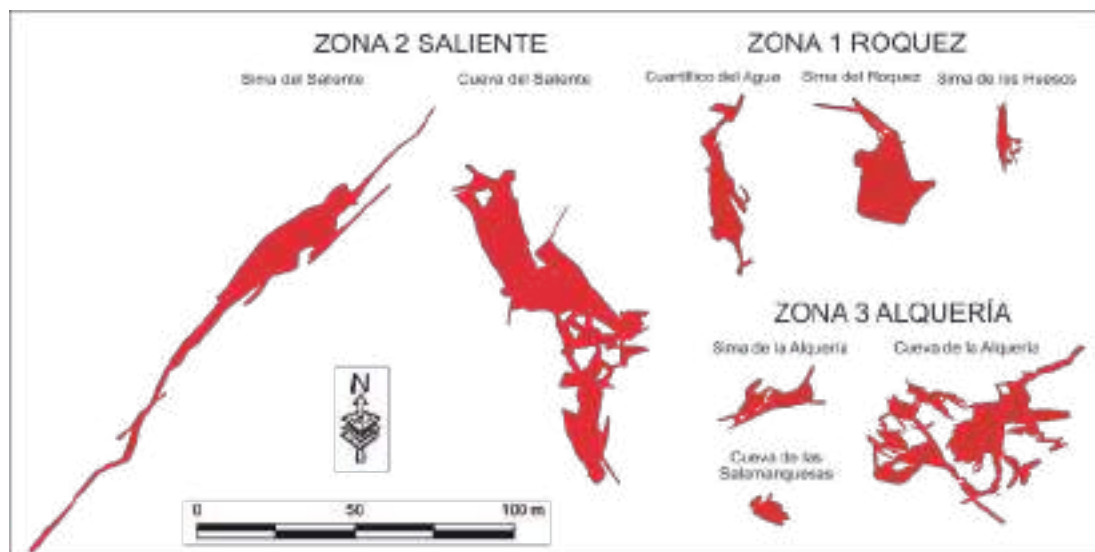 ZONA 2 SALIENTE
Sima del Saliente
Cueva del Saliente
ZONA 1 ROQUEZ
Cuartillico del Agua
Sima del Roquez
Sima de los Huesos
ZONA 3 ALQUERÍA
Sima de la Alquería
Cueva de la Alquería
Cueva de las
Salamanquesas
N
0 50 100 m